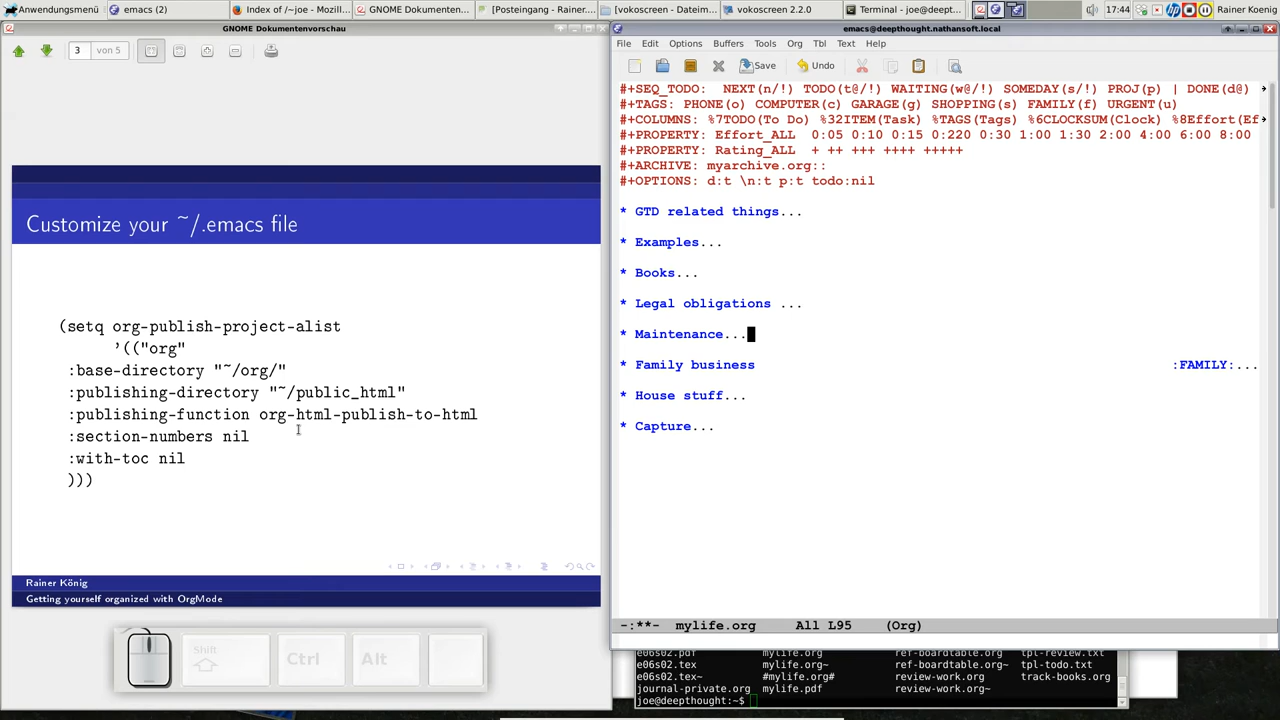 Anwendungsmenü
emacs (2)
Index of /~joe - Mozill...
GNOME Dokumenten...
[Posteingang - Rainer....
[vokoscreen - Dateim...
vokoscreen 2.2.0
Terminal - joe@deept...
17:44
Rainer Koenig
GNOME Dokumentenvorschau
3 von 5
Customize your ~/.emacs file
(setq org-publish-project-alist
'(("org"
:base-directory "~/org/"
:publishing-directory "~/public_html"
:publishing-function org-html-publish-to-html
:section-numbers nil
:with-toc nil
)))
Rainer König
Getting yourself organized with OrgMode
Shift
Ctrl
Alt
emacs@deepthought.nathansoft.local
File Edit Options Buffers Tools Org Tbl Text Help
Save Undo
#+SEQ_TODO: NEXT(n/!) TODO(t@/!) WAITING(w@/!) SOMEDAY(s/!) PROJ(p) | DONE(d@)
#+TAGS: PHONE(o) COMPUTER(c) GARAGE(g) SHOPPING(s) FAMILY(f) URGENT(u)
#+COLUMNS: %7TODO(To Do) %32ITEM(Task) %TAGS(Tags) %6CLOCKSUM(Clock) %8Effort(Ef
#+PROPERTY: Effort_ALL 0:05 0:10 0:15 0:220 0:30 1:00 1:30 2:00 4:00 6:00 8:00
#+PROPERTY: Rating_ALL + ++ +++ ++++ +++++
#+ARCHIVE: myarchive.org::
#+OPTIONS: d:t \n:t p:t todo:nil
* GTD related things...
* Examples...
* Books...
* Legal obligations ...
* Maintenance...
* Family business :FAMILY:...
* House stuff...
* Capture...
-:**- mylife.org All L95 (Org)
e06s02.pdf mylife.org ref-boardtable.org tpl-review.txt
e06s02.tex mylife.org~ ref-boardtable.org~ tpl-todo.txt
e06s02.tex~ #mylife.org# review-work.org track-books.org
journal-private.org mylife.pdf review-work.org~
joe@deepthought:~$